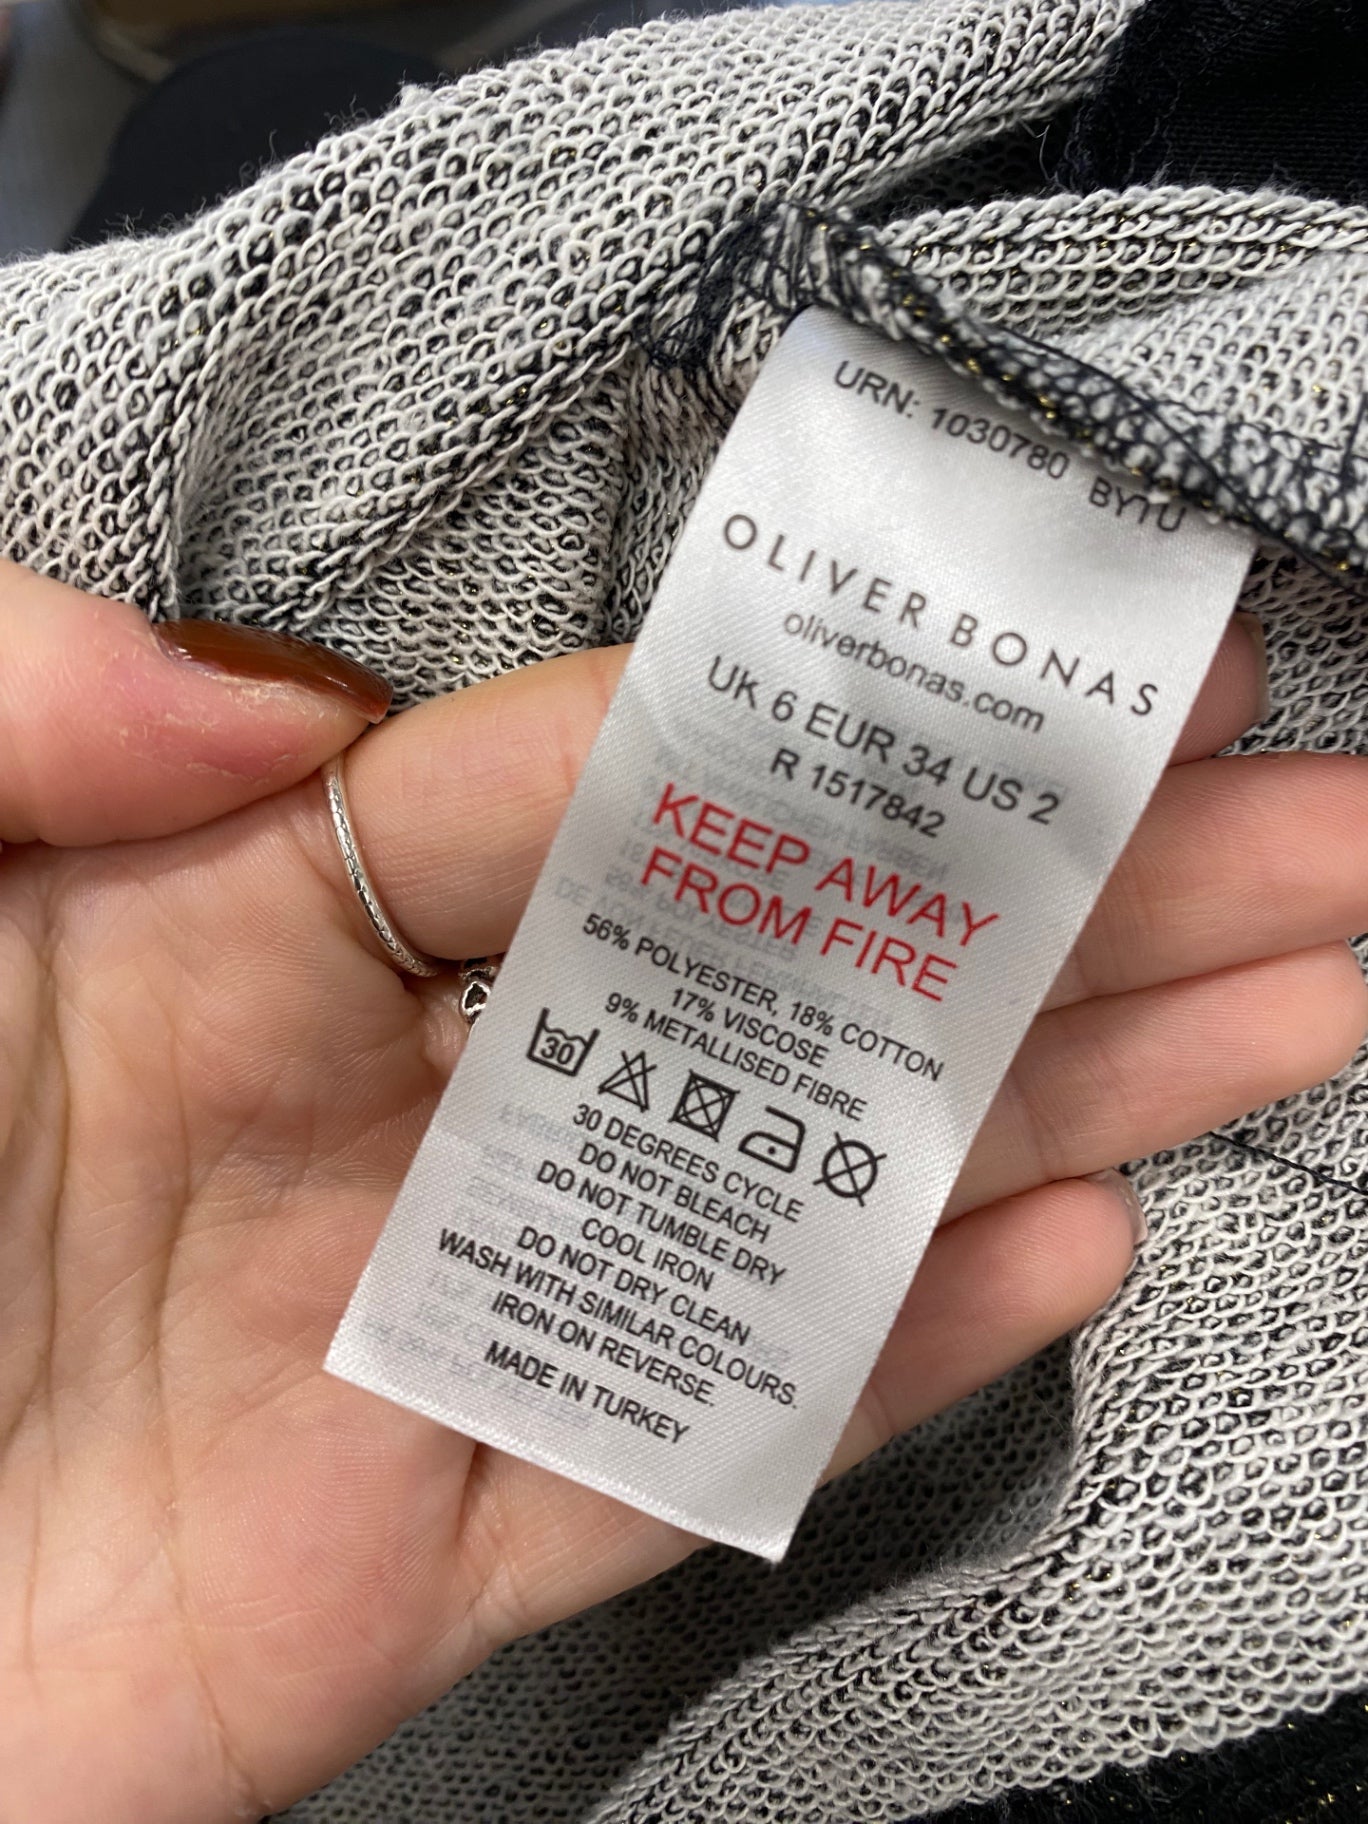 URN: 1030780 BYTU
OLIVER BONAS
oliverbonas.com
UK 6 EUR 34 US 2
R 1517842
KEEP AWAY
FROM FIRE
56% POLYESTER, 18% COTTON
17% VISCOSE
9% METALLISED FIBRE
30
30 DEGREES CYCLE
DO NOT BLEACH
DO NOT TUMBLE DRY
COOL IRON
DO NOT DRY CLEAN
WASH WITH SIMILAR COLOURS.
IRON ON REVERSE.
MADE IN TURKEY